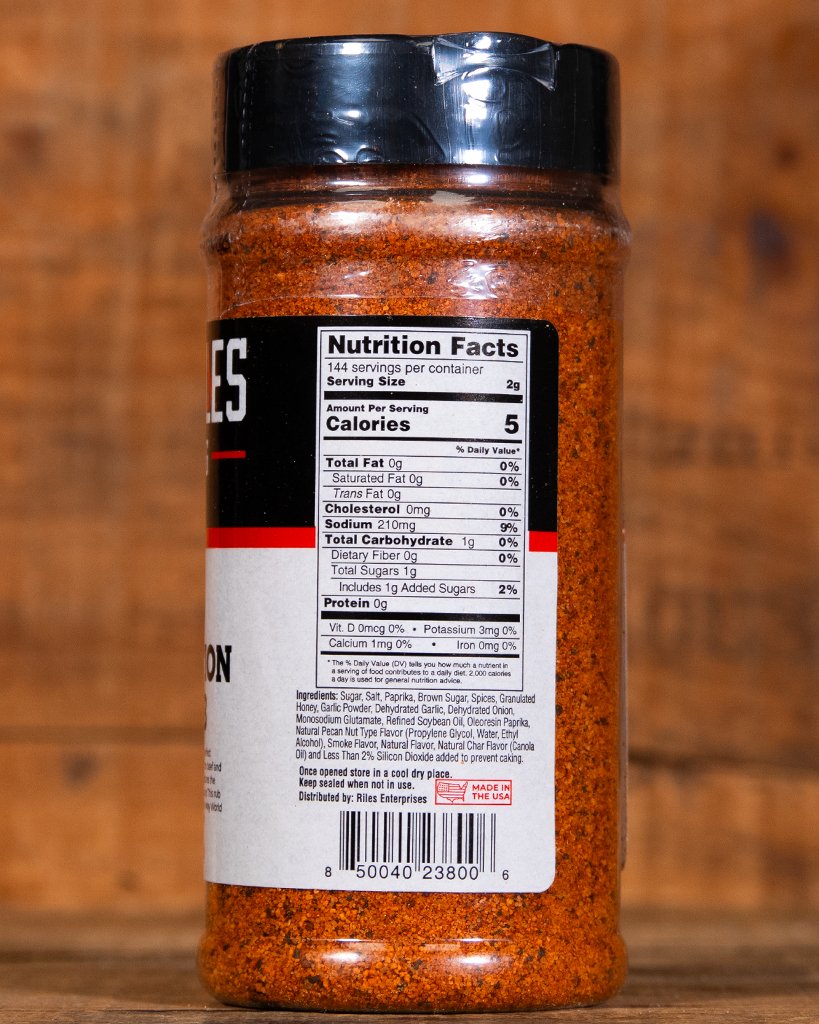 ES
Nutrition Facts
144 servings per container
Serving Size 2g
Amount Per Serving
Calories 5
% Daily Value*
Total Fat 0g 0%
Saturated Fat 0g 0%
Trans Fat 0g
Cholesterol 0mg 0%
Sodium 210mg 9%
Total Carbohydrate 1g 0%
Dietary Fiber 0g 0%
Total Sugars 1g
Includes 1g Added Sugars 2%
Protein 0g
Vit. D 0mcg 0% • Potassium 3mg 0%
Calcium 1mg 0% • Iron 0mg 0%
* The % Daily Value (DV) tells you how much a nutrient in
a serving of food contributes to a daily diet. 2,000 calories
a day is used for general nutrition advice.
ON
Ingredients: Sugar, Salt, Paprika, Brown Sugar, Spices, Granulated
Honey, Garlic Powder, Dehydrated Garlic, Dehydrated Onion,
Monosodium Glutamate, Refined Soybean Oil, Oleoresin Paprika,
Natural Pecan Nut Type Flavor (Propylene Glycol, Water, Ethyl
Alcohol), Smoke Flavor, Natural Flavor, Natural Char Flavor (Canola
Oil) and Less Than 2% Silicon Dioxide added to prevent caking.
Once opened store in a cool dry place.
Keep sealed when not in use.
Distributed by: Riles Enterprises
MADE IN
THE USA
8 50040 23800 6